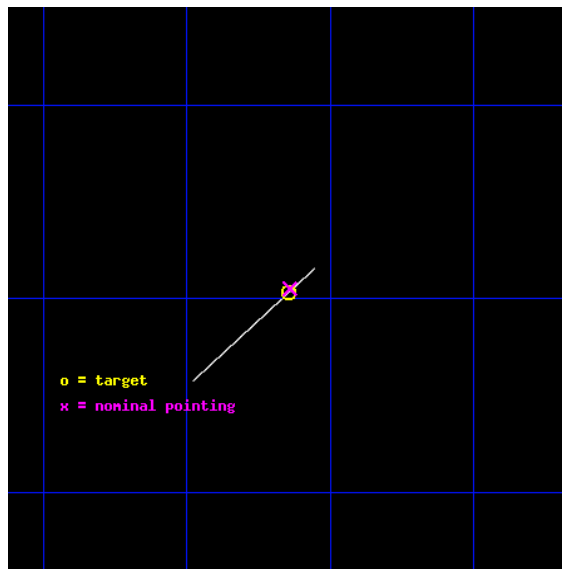 o = target
x = nominal pointing